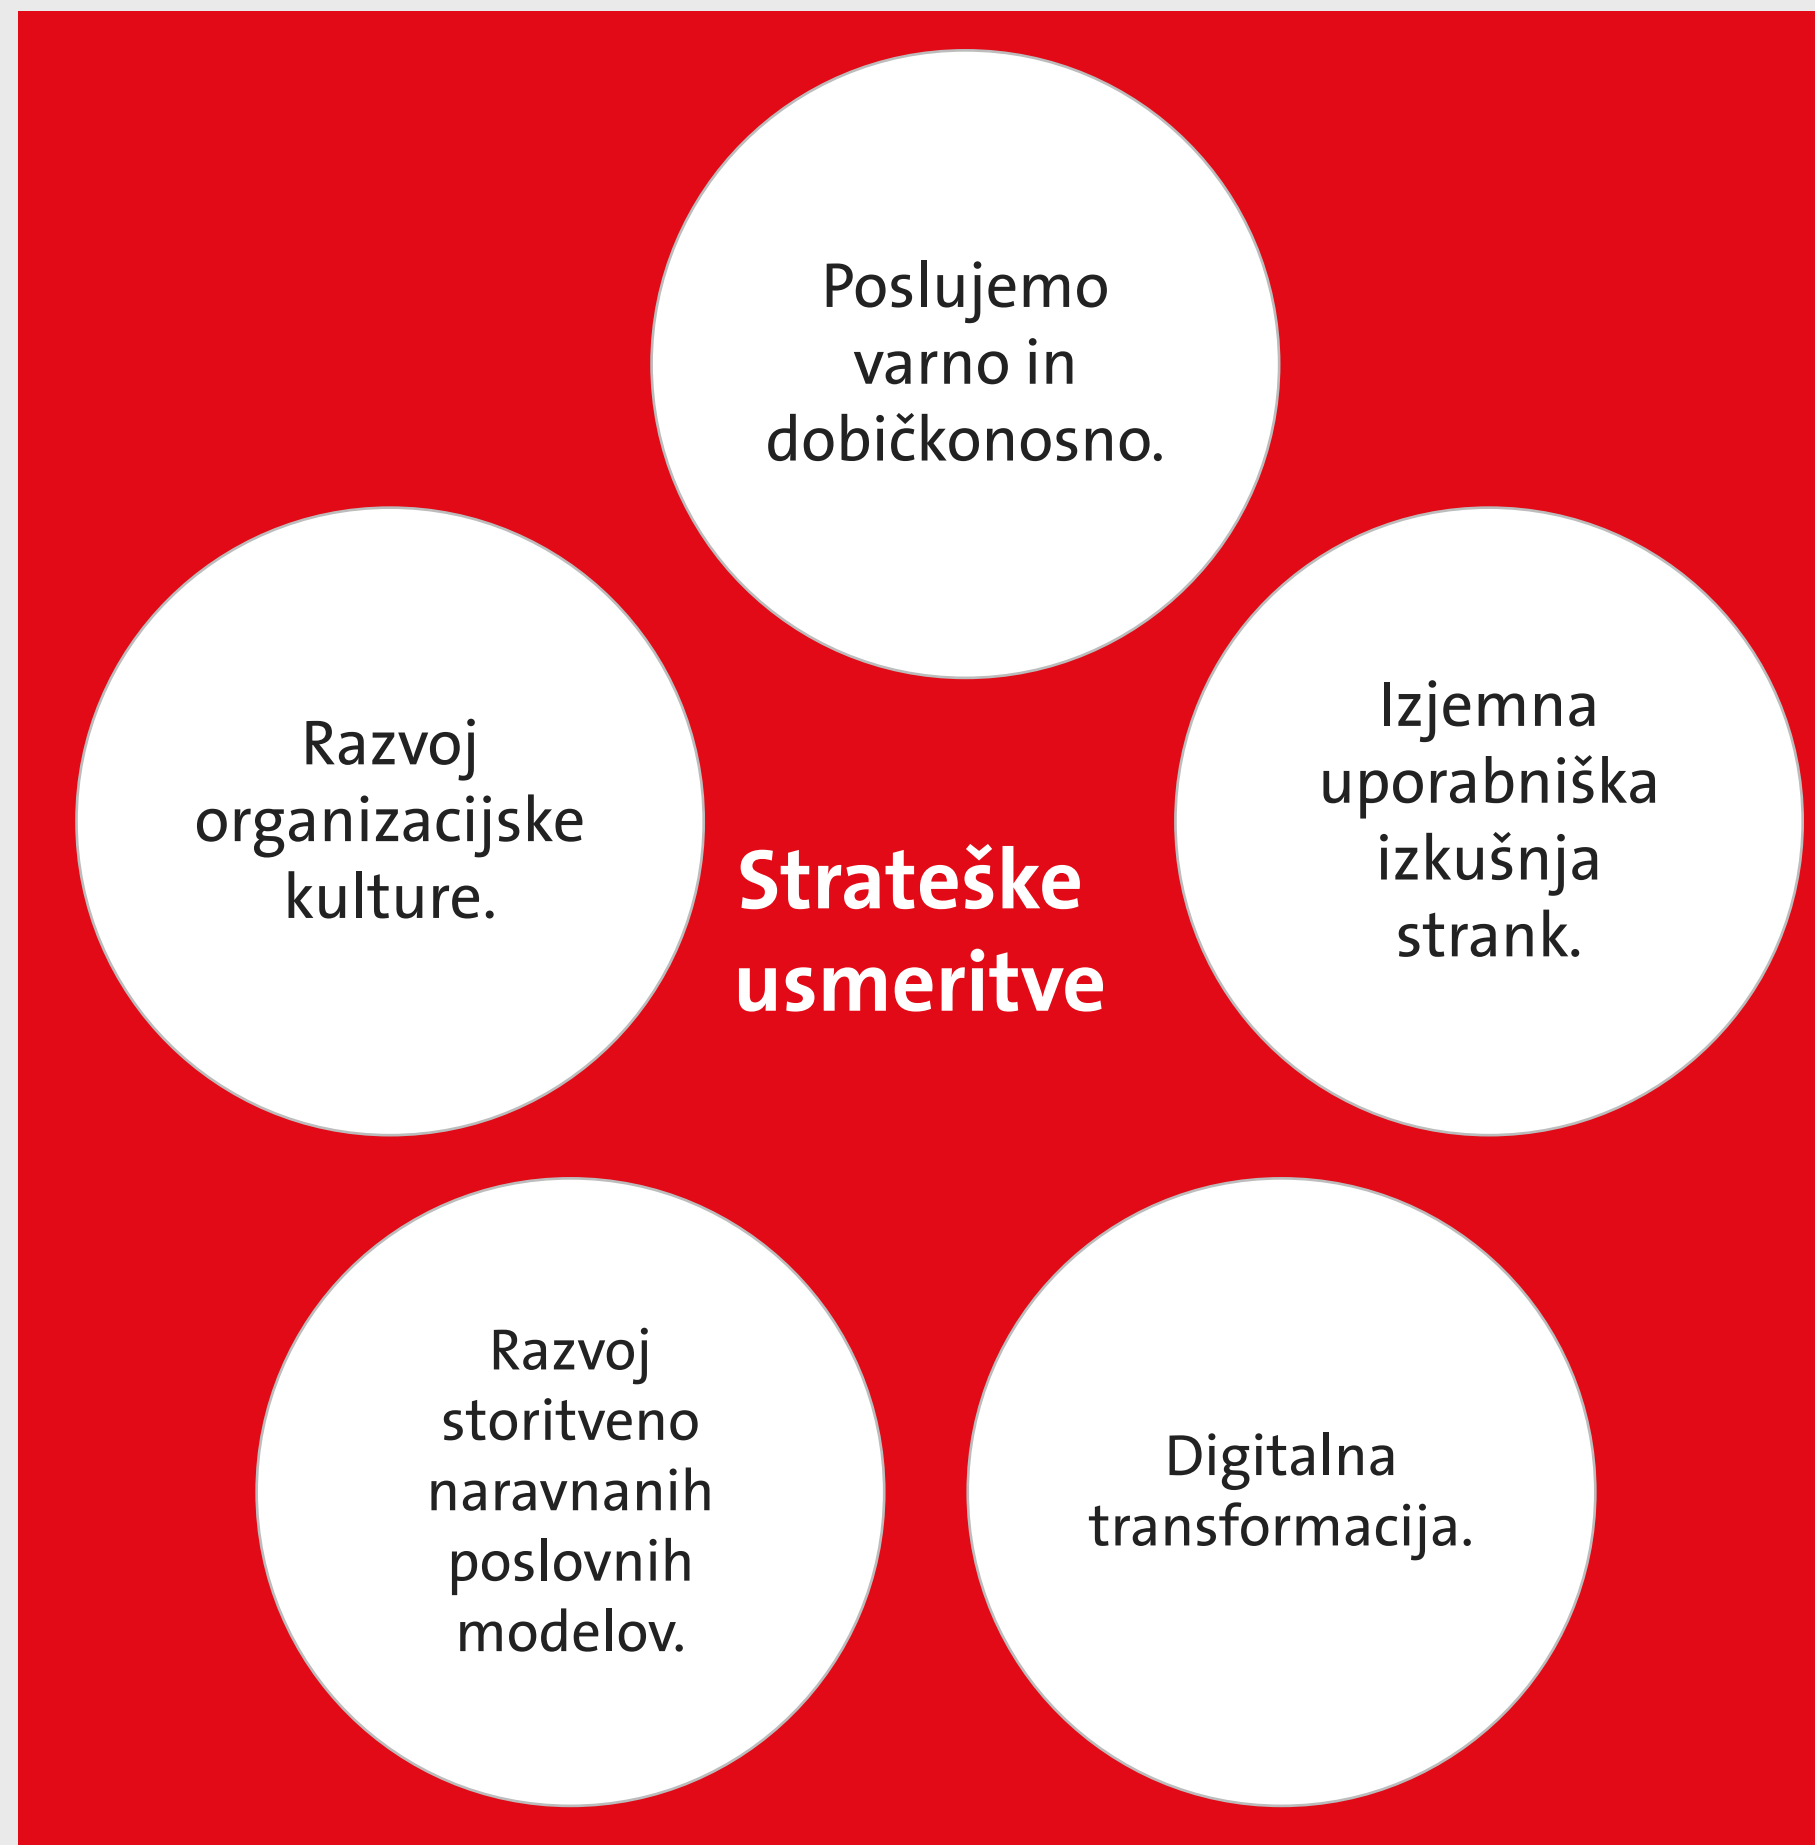 Poslujemo
varno in
dobičkonosno.
Razvoj
organizacijske
kulture.
Strateške
usmeritve
Izjemna
uporabniška
izkušnja
strank.
Razvoj
storitveno
naravnanih
poslovnih
modelov.
Digitalna
transformacija.